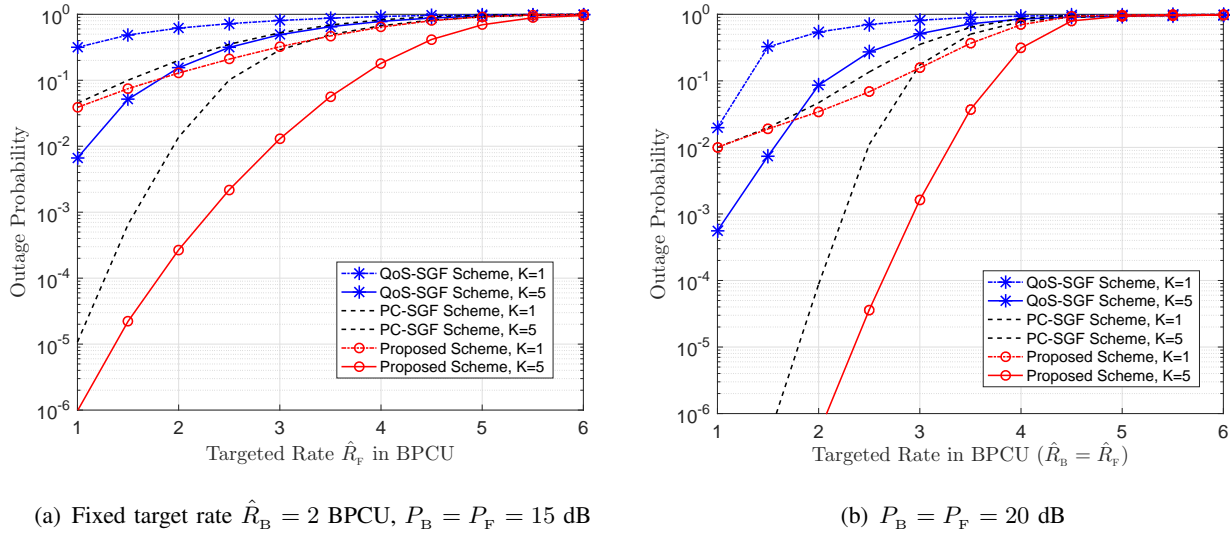 10^0
10^-1
10^-2
10^-3
10^-4
10^-5
10^-6
Outage Probability
QoS-SGF Scheme, K=1
QoS-SGF Scheme, K=5
PC-SGF Scheme, K=1
PC-SGF Scheme, K=5
Proposed Scheme, K=1
Proposed Scheme, K=5
1 2 3 4 5 6
Targeted Rate R̂_F in BPCU
(a) Fixed target rate R̂_B = 2 BPCU, P_B = P_F = 15 dB
10^0
10^-1
10^-2
10^-3
10^-4
10^-5
10^-6
Outage Probability
QoS-SGF Scheme, K=1
QoS-SGF Scheme, K=5
PC-SGF Scheme, K=1
PC-SGF Scheme, K=5
Proposed Scheme, K=1
Proposed Scheme, K=5
1 2 3 4 5 6
Targeted Rate in BPCU (R̂_B = R̂_F)
(b) P_B = P_F = 20 dB